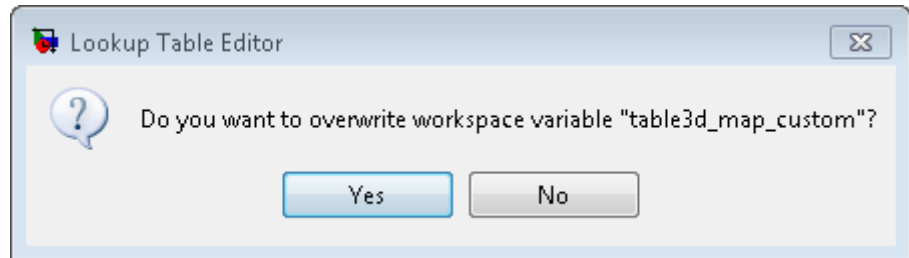 Lookup Table Editor
Do you want to overwrite workspace variable "table3d_map_custom"?
Yes No